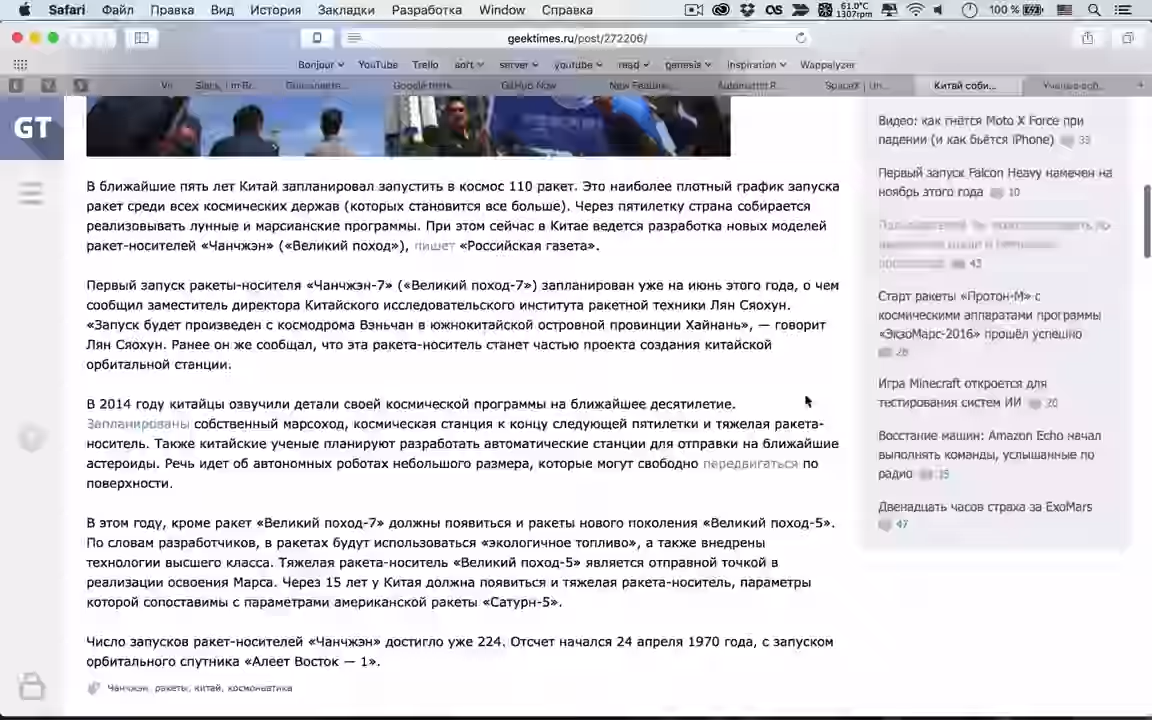 Safari Файл Правка Вид История Закладки Разработка Window Справка
61.0°C
1307rpm
100 %
geektimes.ru/post/272206/
Bonjour YouTube Trello sort server youtube read genesis Inspiration Wappalyzer
GitHub Now
SpaceX | Un...
Китай соби...
GT
В ближайшие пять лет Китай запланировал запустить в космос 110 ракет. Это наиболее плотный график запуска
ракет среди всех космических держав (которых становится все больше). Через пятилетку страна собирается
реализовывать лунные и марсианские программы. При этом сейчас в Китае ведется разработка новых моделей
ракет-носителей «Чанчжэн» («Великий поход»), пишет «Российская газета».
Первый запуск ракеты-носителя «Чанчжэн-7» («Великий поход-7») запланирован уже на июнь этого года, о чем
сообщил заместитель директора Китайского исследовательского института ракетной техники Лян Сяохун.
«Запуск будет произведен с космодрома Вэньчан в южнокитайской островной провинции Хайнань», — говорит
Лян Сяохун. Ранее он же сообщал, что эта ракета-носитель станет частью проекта создания китайской
орбитальной станции.
В 2014 году китайцы озвучили детали своей космической программы на ближайшее десятилетие.
Запланированы собственный марсоход, космическая станция к концу следующей пятилетки и тяжелая ракета-
носитель. Также китайские ученые планируют разработать автоматические станции для отправки на ближайшие
астероиды. Речь идет об автономных роботах небольшого размера, которые могут свободно передвигаться по
поверхности.
В этом году, кроме ракет «Великий поход-7» должны появиться и ракеты нового поколения «Великий поход-5».
По словам разработчиков, в ракетах будут использоваться «экологичное топливо», а также внедрены
технологии высшего класса. Тяжелая ракета-носитель «Великий поход-5» является отправной точкой в
реализации освоения Марса. Через 15 лет у Китая должна появиться и тяжелая ракета-носитель, параметры
которой сопоставимы с параметрами американской ракеты «Сатурн-5».
Число запусков ракет-носителей «Чанчжэн» достигло уже 224. Отсчет начался 24 апреля 1970 года, с запуском
орбитального спутника «Алеет Восток — 1».
Чанчжэн, ракеты, китай, космонавтика
Видео: как гнётся Moto X Force при
падении (и как бьётся iPhone) 33
Первый запуск Falcon Heavy намечен на
ноябрь этого года 10
43
Старт ракеты «Протон-М» с
космическими аппаратами программы
«ЭкзоМарс-2016» прошёл успешно
26
Игра Minecraft откроется для
тестирования систем ИИ 20
Восстание машин: Amazon Echo начал
выполнять команды, услышанные по
радио 15
Двенадцать часов страха за ExoMars
47